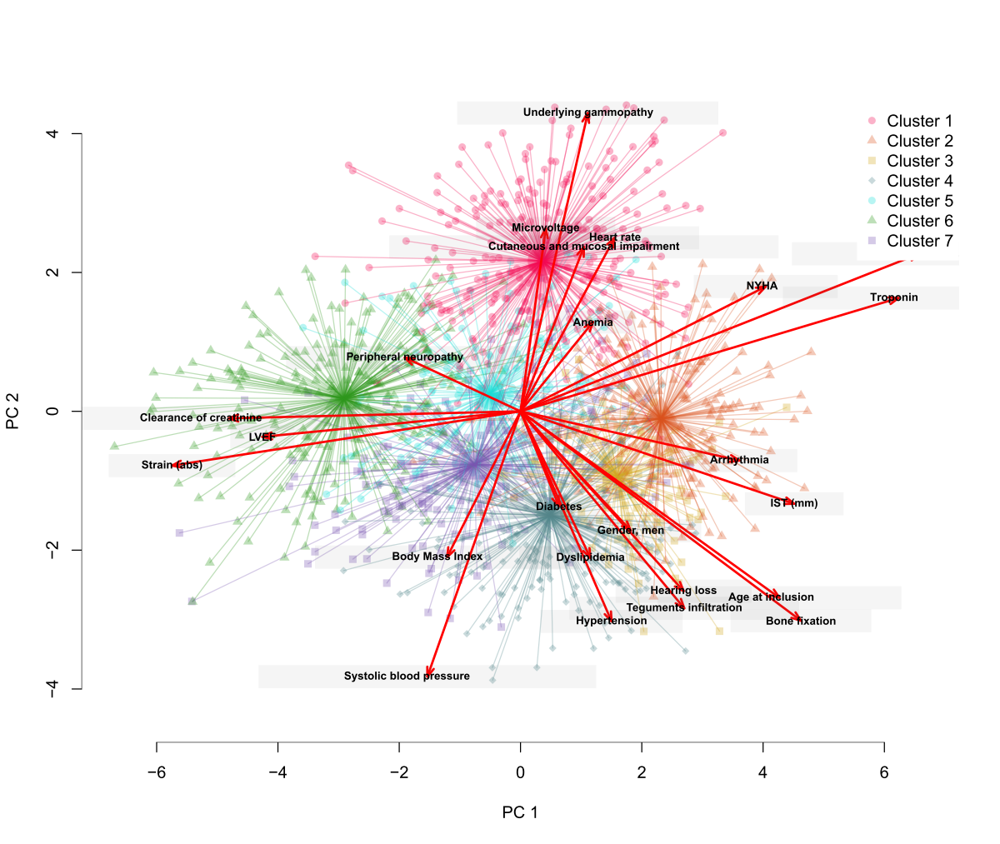 Underlying gammopathy
Cluster 1
Cluster 2
Cluster 3
Cluster 4
Cluster 5
Cluster 6
Cluster 7
Microvoltage
Heart rate
Cutaneous and mucosal impairment
NYHA
Troponin
Anemia
Peripheral neuropathy
Clearance of creatinine
LVEF
Strain (abs)
Arrhythmia
IST (mm)
Diabetes
Gender, men
Body Mass Index
Dyslipidemia
Hearing loss
Age at inclusion
Teguments infiltration
Hypertension
Bone fixation
Systolic blood pressure
PC 2
4
2
0
−2
−4
−6
−4
−2
0
2
4
6
PC 1